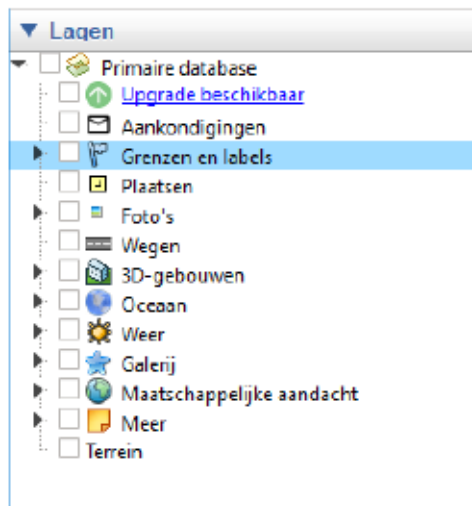 Lagen
Primaire database
Upgrade beschikbaar
Aankondigingen
Grenzen en labels
Plaatsen
Foto's
Wegen
3D-gebouwen
Oceaan
Weer
Galerij
Maatschappelijke aandacht
Meer
Terrein